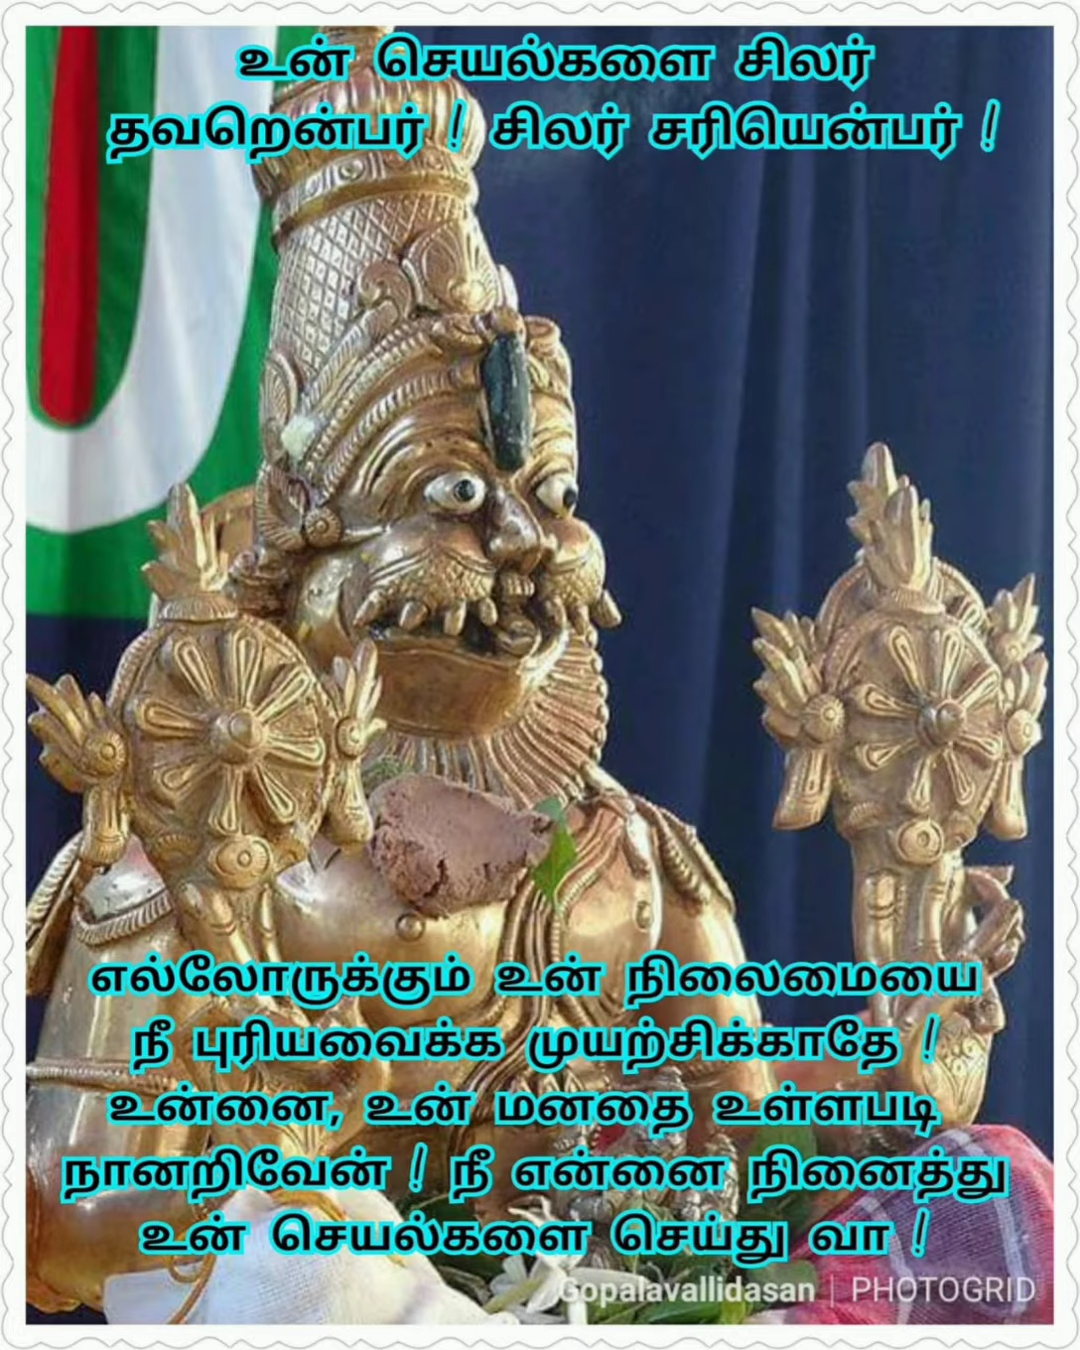 உன் செயல்களை சிலர்
தவறென்பர் ! சிலர் சரியென்பர் !
எல்லோருக்கும் உன் நிலைமையை
நீ புரியவைக்க முயற்சிக்காதே !
உன்னை, உன் மனதை உள்ளபடி
நானறிவேன் ! நீ என்னை நினைத்து
உன் செயல்களை செய்து வா !
Gopalavallidasan | PHOTOGRID